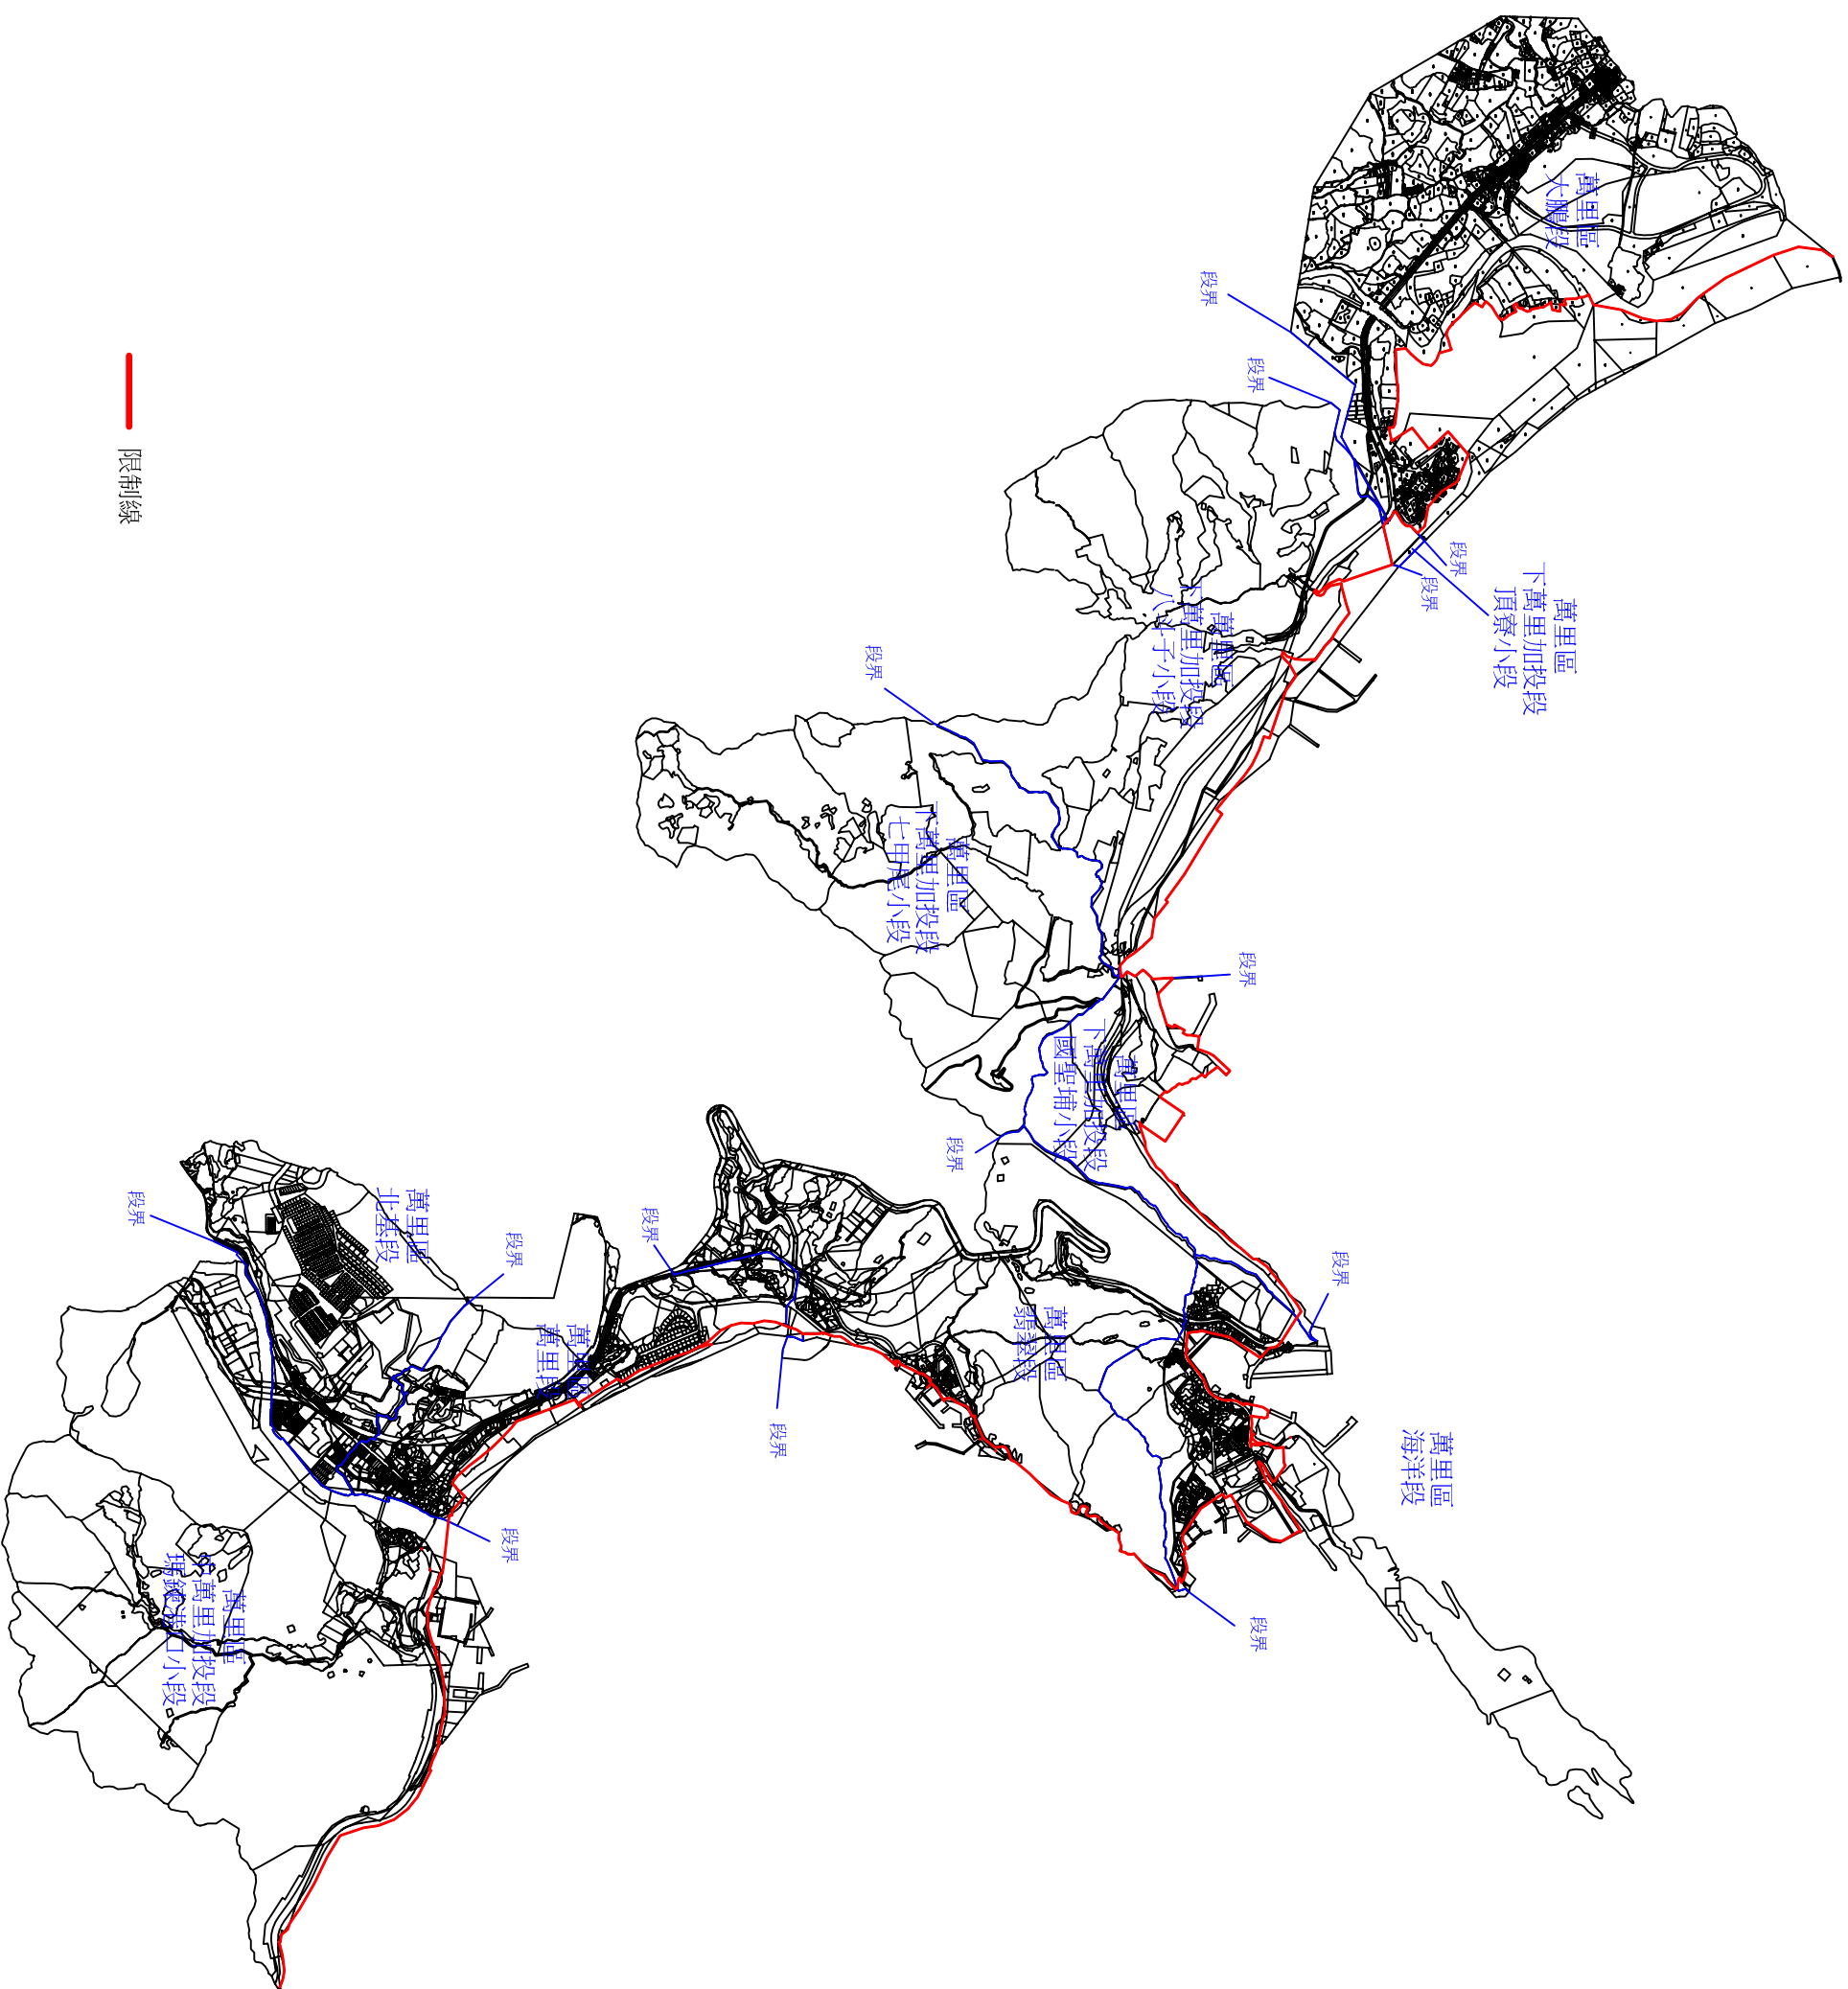 萬里區
大鵬段
段界
段界
段界
段界
萬里區
下萬里加投段
頂寮小段
萬里區
下萬里加投段
八斗子小段
段界
萬里區
下萬里加投段
七甲尾小段
段界
萬里區
下萬里加投段
國聖埔小段
段界
段界
萬里區
翡翠段
萬里區
海洋段
段界
段界
段界
萬里區
萬里段
段界
萬里區
北基段
段界
段界
萬里區
下萬里加投段
瑪鋉港口小段
限制線